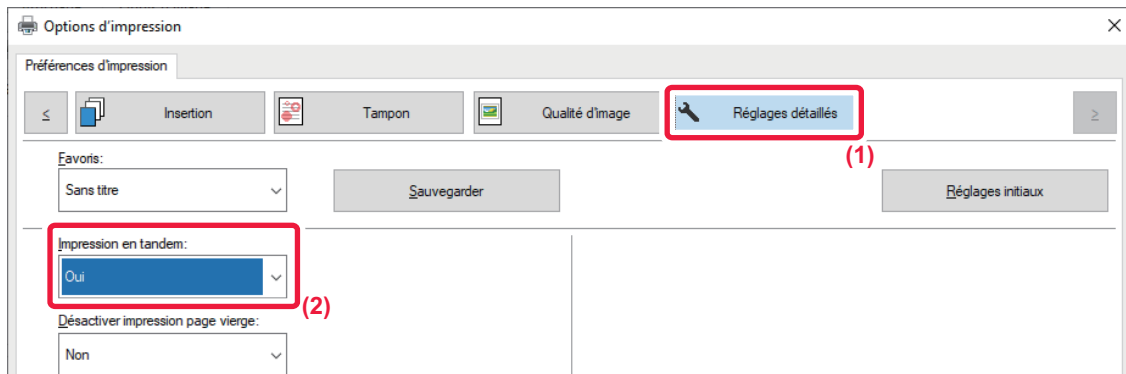 Options d'impression
Préférences d'impression
≤ Insertion Tampon Qualité d'image Réglages détaillés ≥
(1)
Favoris:
Sans titre Sauvegarder Réglages initiaux
Impression en tandem:
Oui
(2)
Désactiver impression page vierge:
Non